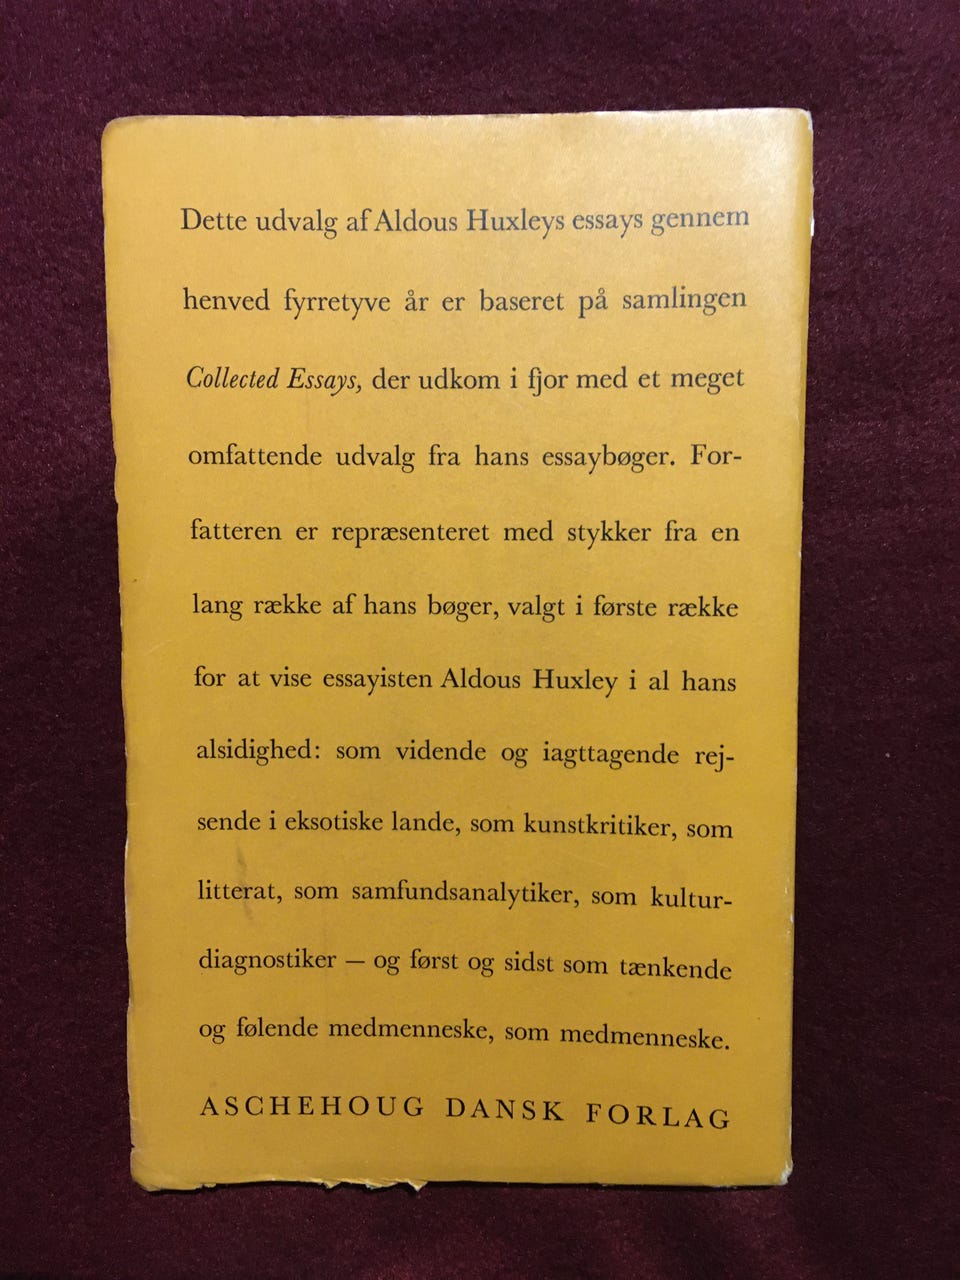 Dette udvalg af Aldous Huxleys essays gennem
henved fyrretyve år er baseret på samlingen
Collected Essays, der udkom i fjor med et meget
omfattende udvalg fra hans essaybøger. For-
fatteren er repræsenteret med stykker fra en
lang række af hans bøger, valgt i første række
for at vise essayisten Aldous Huxley i al hans
alsidighed: som vidende og iagttagende rej-
sende i eksotiske lande, som kunstkritiker, som
litterat, som samfundsanalytiker, som kultur-
diagnostiker — og først og sidst som tænkende
og følende medmenneske, som medmenneske.
ASCHEHOUG DANSK FORLAG